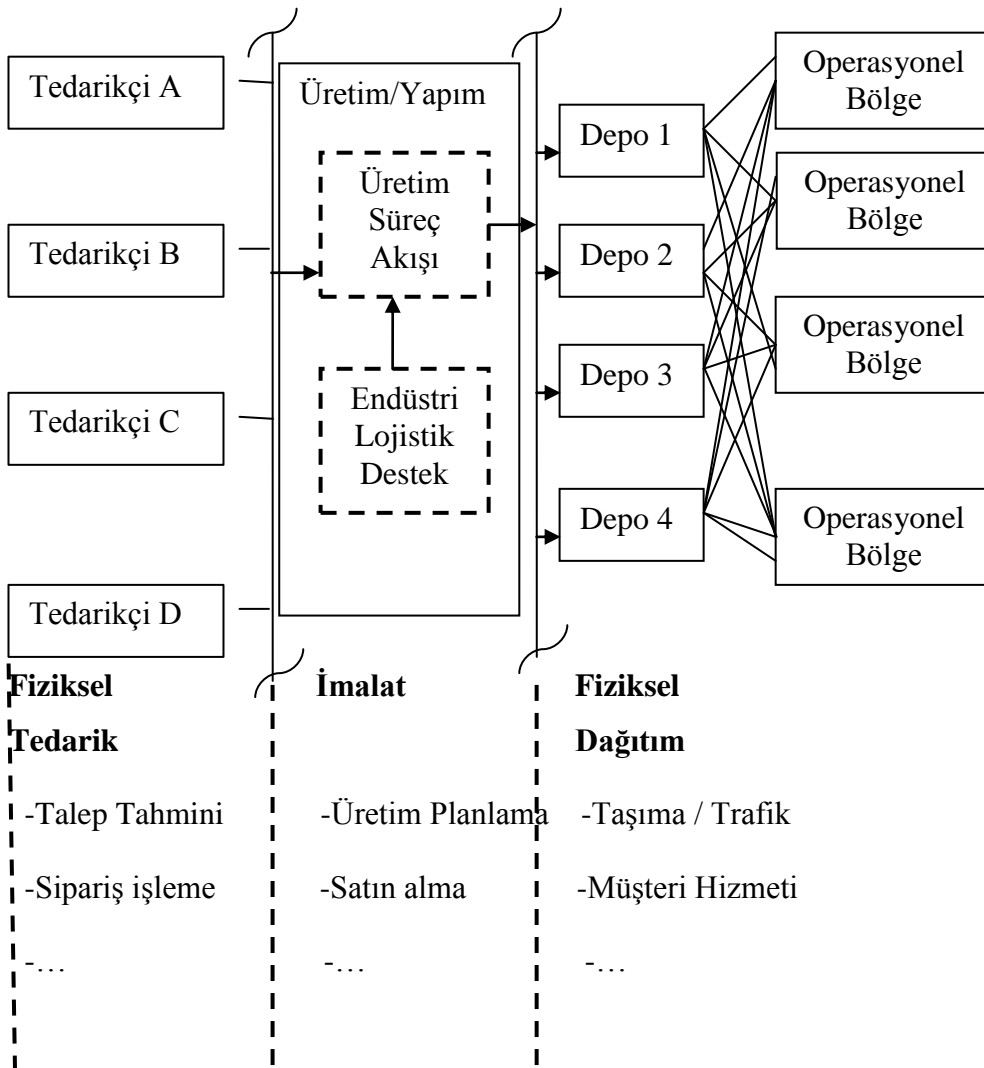 Tedarikçi A
Tedarikçi B
Tedarikçi C
Tedarikçi D
Üretim/Yapım
Üretim
Süreç
Akışı
Endüstri
Lojistik
Destek
Depo 1
Depo 2
Depo 3
Depo 4
Operasyonel
Bölge
Operasyonel
Bölge
Operasyonel
Bölge
Operasyonel
Bölge
Fiziksel
Tedarik
-Talep Tahmini
-Sipariş işleme
-…
İmalat
-Üretim Planlama
-Satın alma
-…
Fiziksel
Dağıtım
-Taşıma / Trafik
-Müşteri Hizmeti
-…